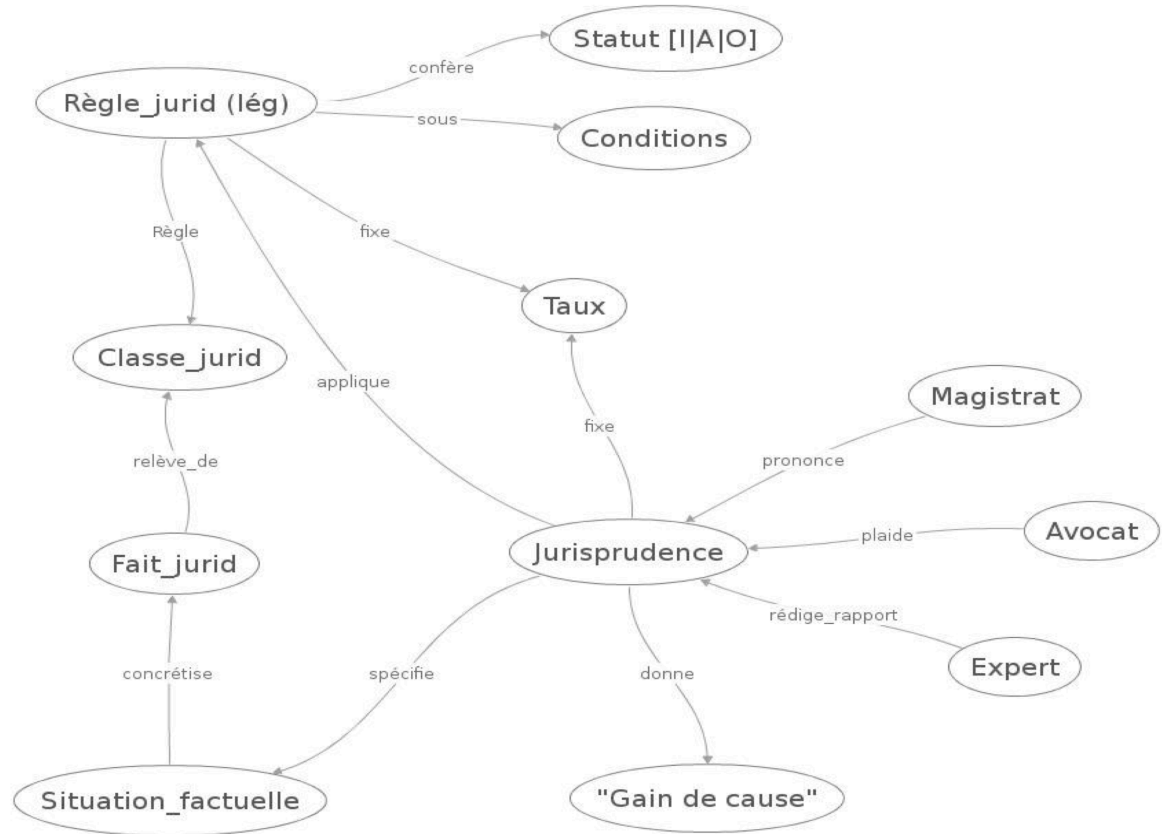 Statut [I|A|O]
confère
Règle_jurid (lég)
sous
Conditions
Règle
fixe
Taux
Classe_jurid
applique
Magistrat
fixe
relève_de
prononce
Avocat
plaide
Jurisprudence
Fait_jurid
rédige_rapport
Expert
concrétise
spécifie
donne
Situation_factuelle
"Gain de cause"